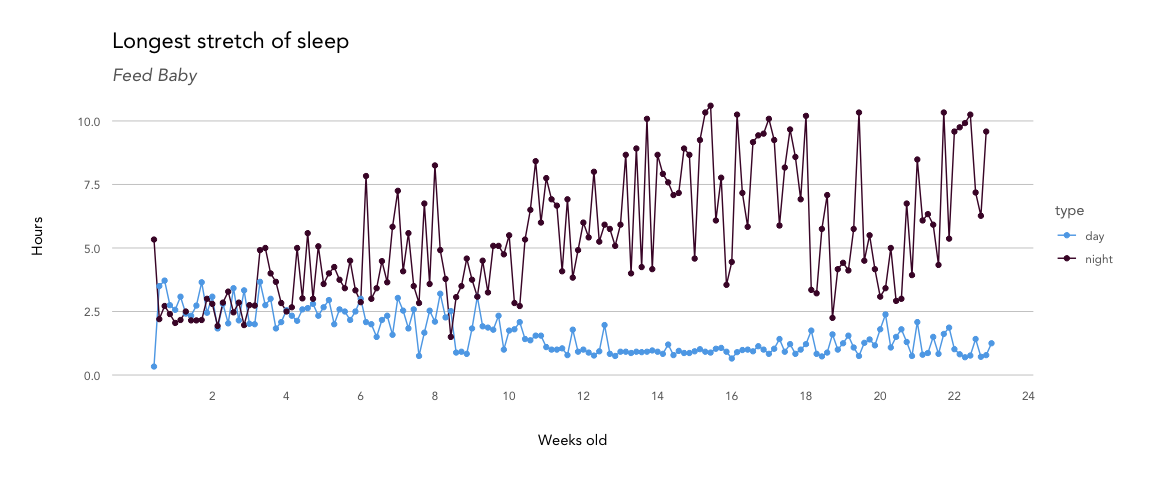 Longest stretch of sleep
Feed Baby
Hours
10.0
7.5
5.0
2.5
0.0
2 4 6 8 10 12 14 16 18 20 22 24
Weeks old
type
day
night